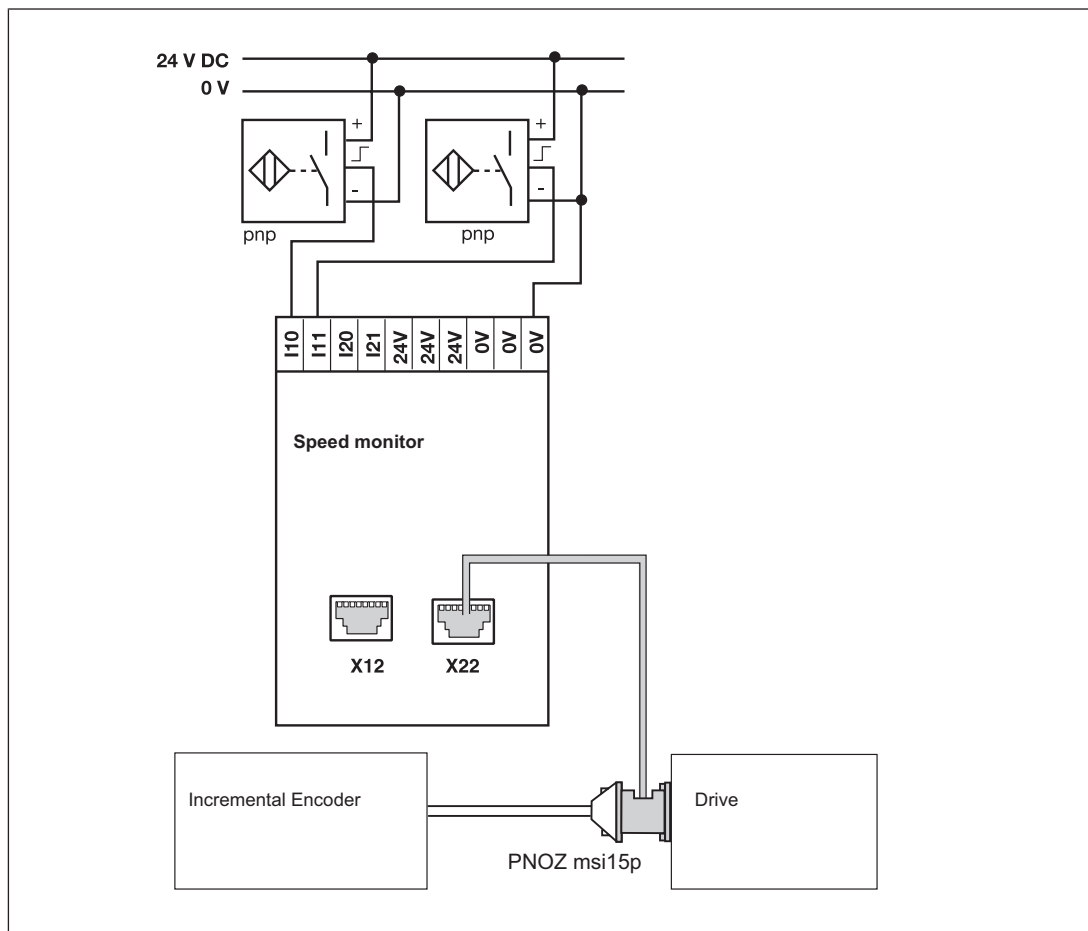 24 V DC
0 V
+
-
pnp
+
-
pnp
I10 I11 I20 I21 24V 24V 24V 0V 0V 0V
Speed monitor
X12 X22
Incremental Encoder
Drive
PNOZ msi15p